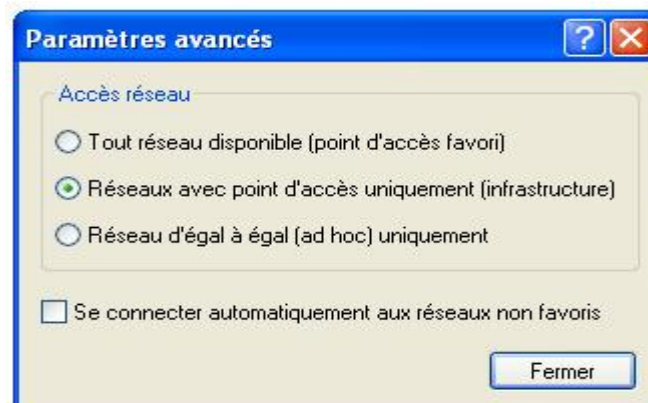 Paramètres avancés
Accès réseau
Tout réseau disponible (point d'accès favori)
Réseaux avec point d'accès uniquement (infrastructure)
Réseau d'égal à égal (ad hoc) uniquement
Se connecter automatiquement aux réseaux non favoris
Fermer